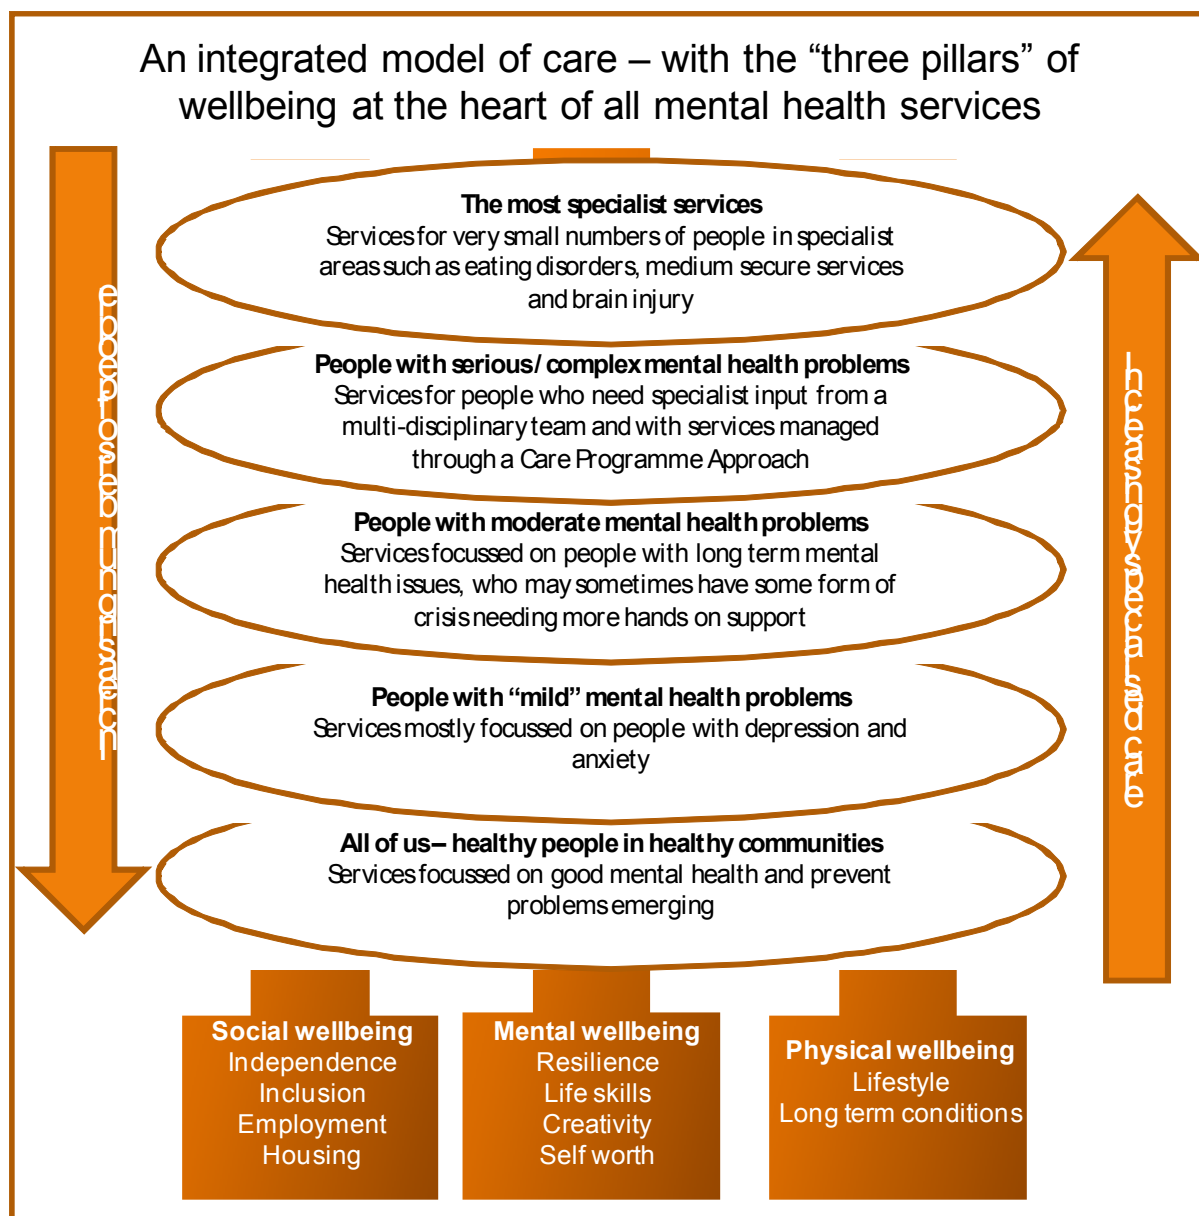 An integrated model of care – with the “three pillars” of
wellbeing at the heart of all mental health services
Increasing numbers of people
The most specialist services
Services for very small numbers of people in specialist
areas such as eating disorders, medium secure services
and brain injury
People with serious/ complex mental health problems
Services for people who need specialist input from a
multi-disciplinary team and with services managed
through a Care Programme Approach
People with moderate mental health problems
Services focussed on people with long term mental
health issues, who may sometimes have some form of
crisis needing more hands on support
People with “mild” mental health problems
Services mostly focussed on people with depression and
anxiety
All of us – healthy people in healthy communities
Services focussed on good mental health and prevent
problems emerging
Social wellbeing
Independence
Inclusion
Employment
Housing
Mental wellbeing
Resilience
Life skills
Creativity
Self worth
Physical wellbeing
Lifestyle
Long term conditions